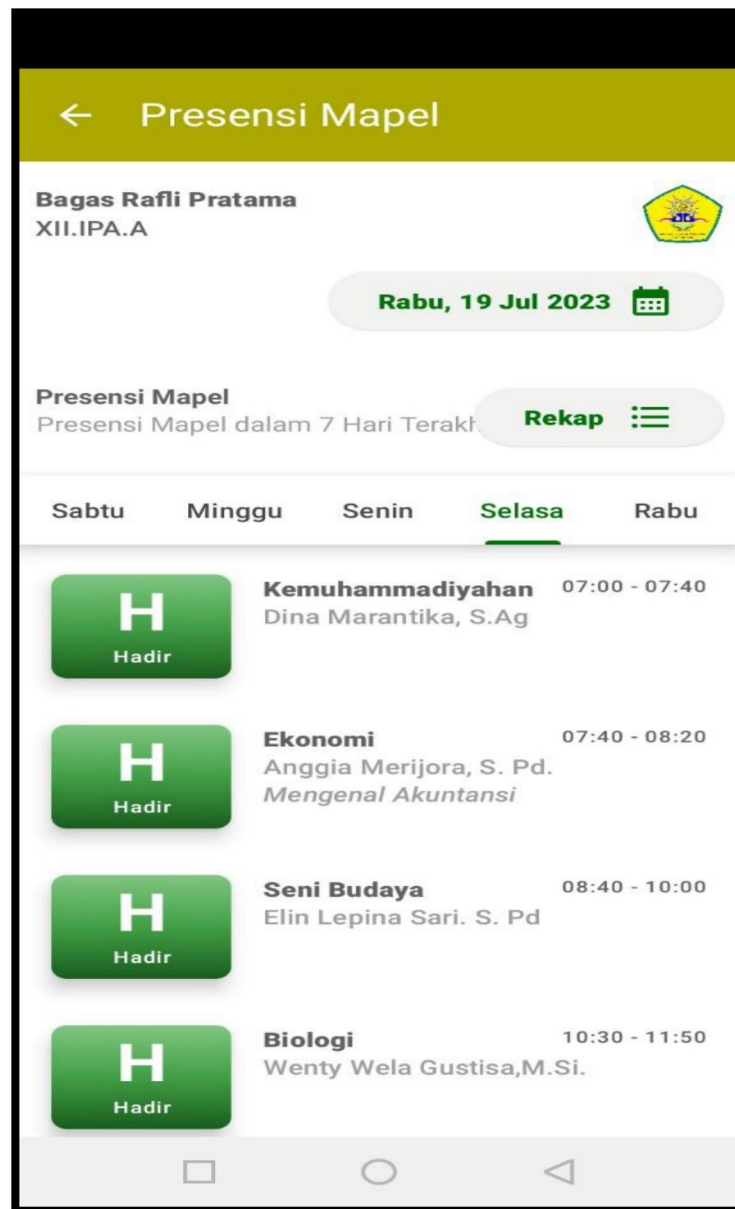 Presensi Mapel
Bagas Rafli Pratama
XII.IPA.A
Rabu, 19 Jul 2023
Presensi Mapel
Presensi Mapel dalam 7 Hari
Rekap
Sabtu Minggu Senin Selasa Rabu
H
Hadir
Kemuhammadiyahan 07:00 - 07:40
Dina Marantika, S.Ag
H
Hadir
Ekonomi 07:40 - 08:20
Anggia Merijora, S. Pd.
Mengenal Akuntansi
H
Hadir
Seni Budaya 08:40 - 10:00
Elin Lepina Sari. S. Pd
H
Hadir
Biologi 10:30 - 11:50
Wenty Wela Gustisa,M.Si.